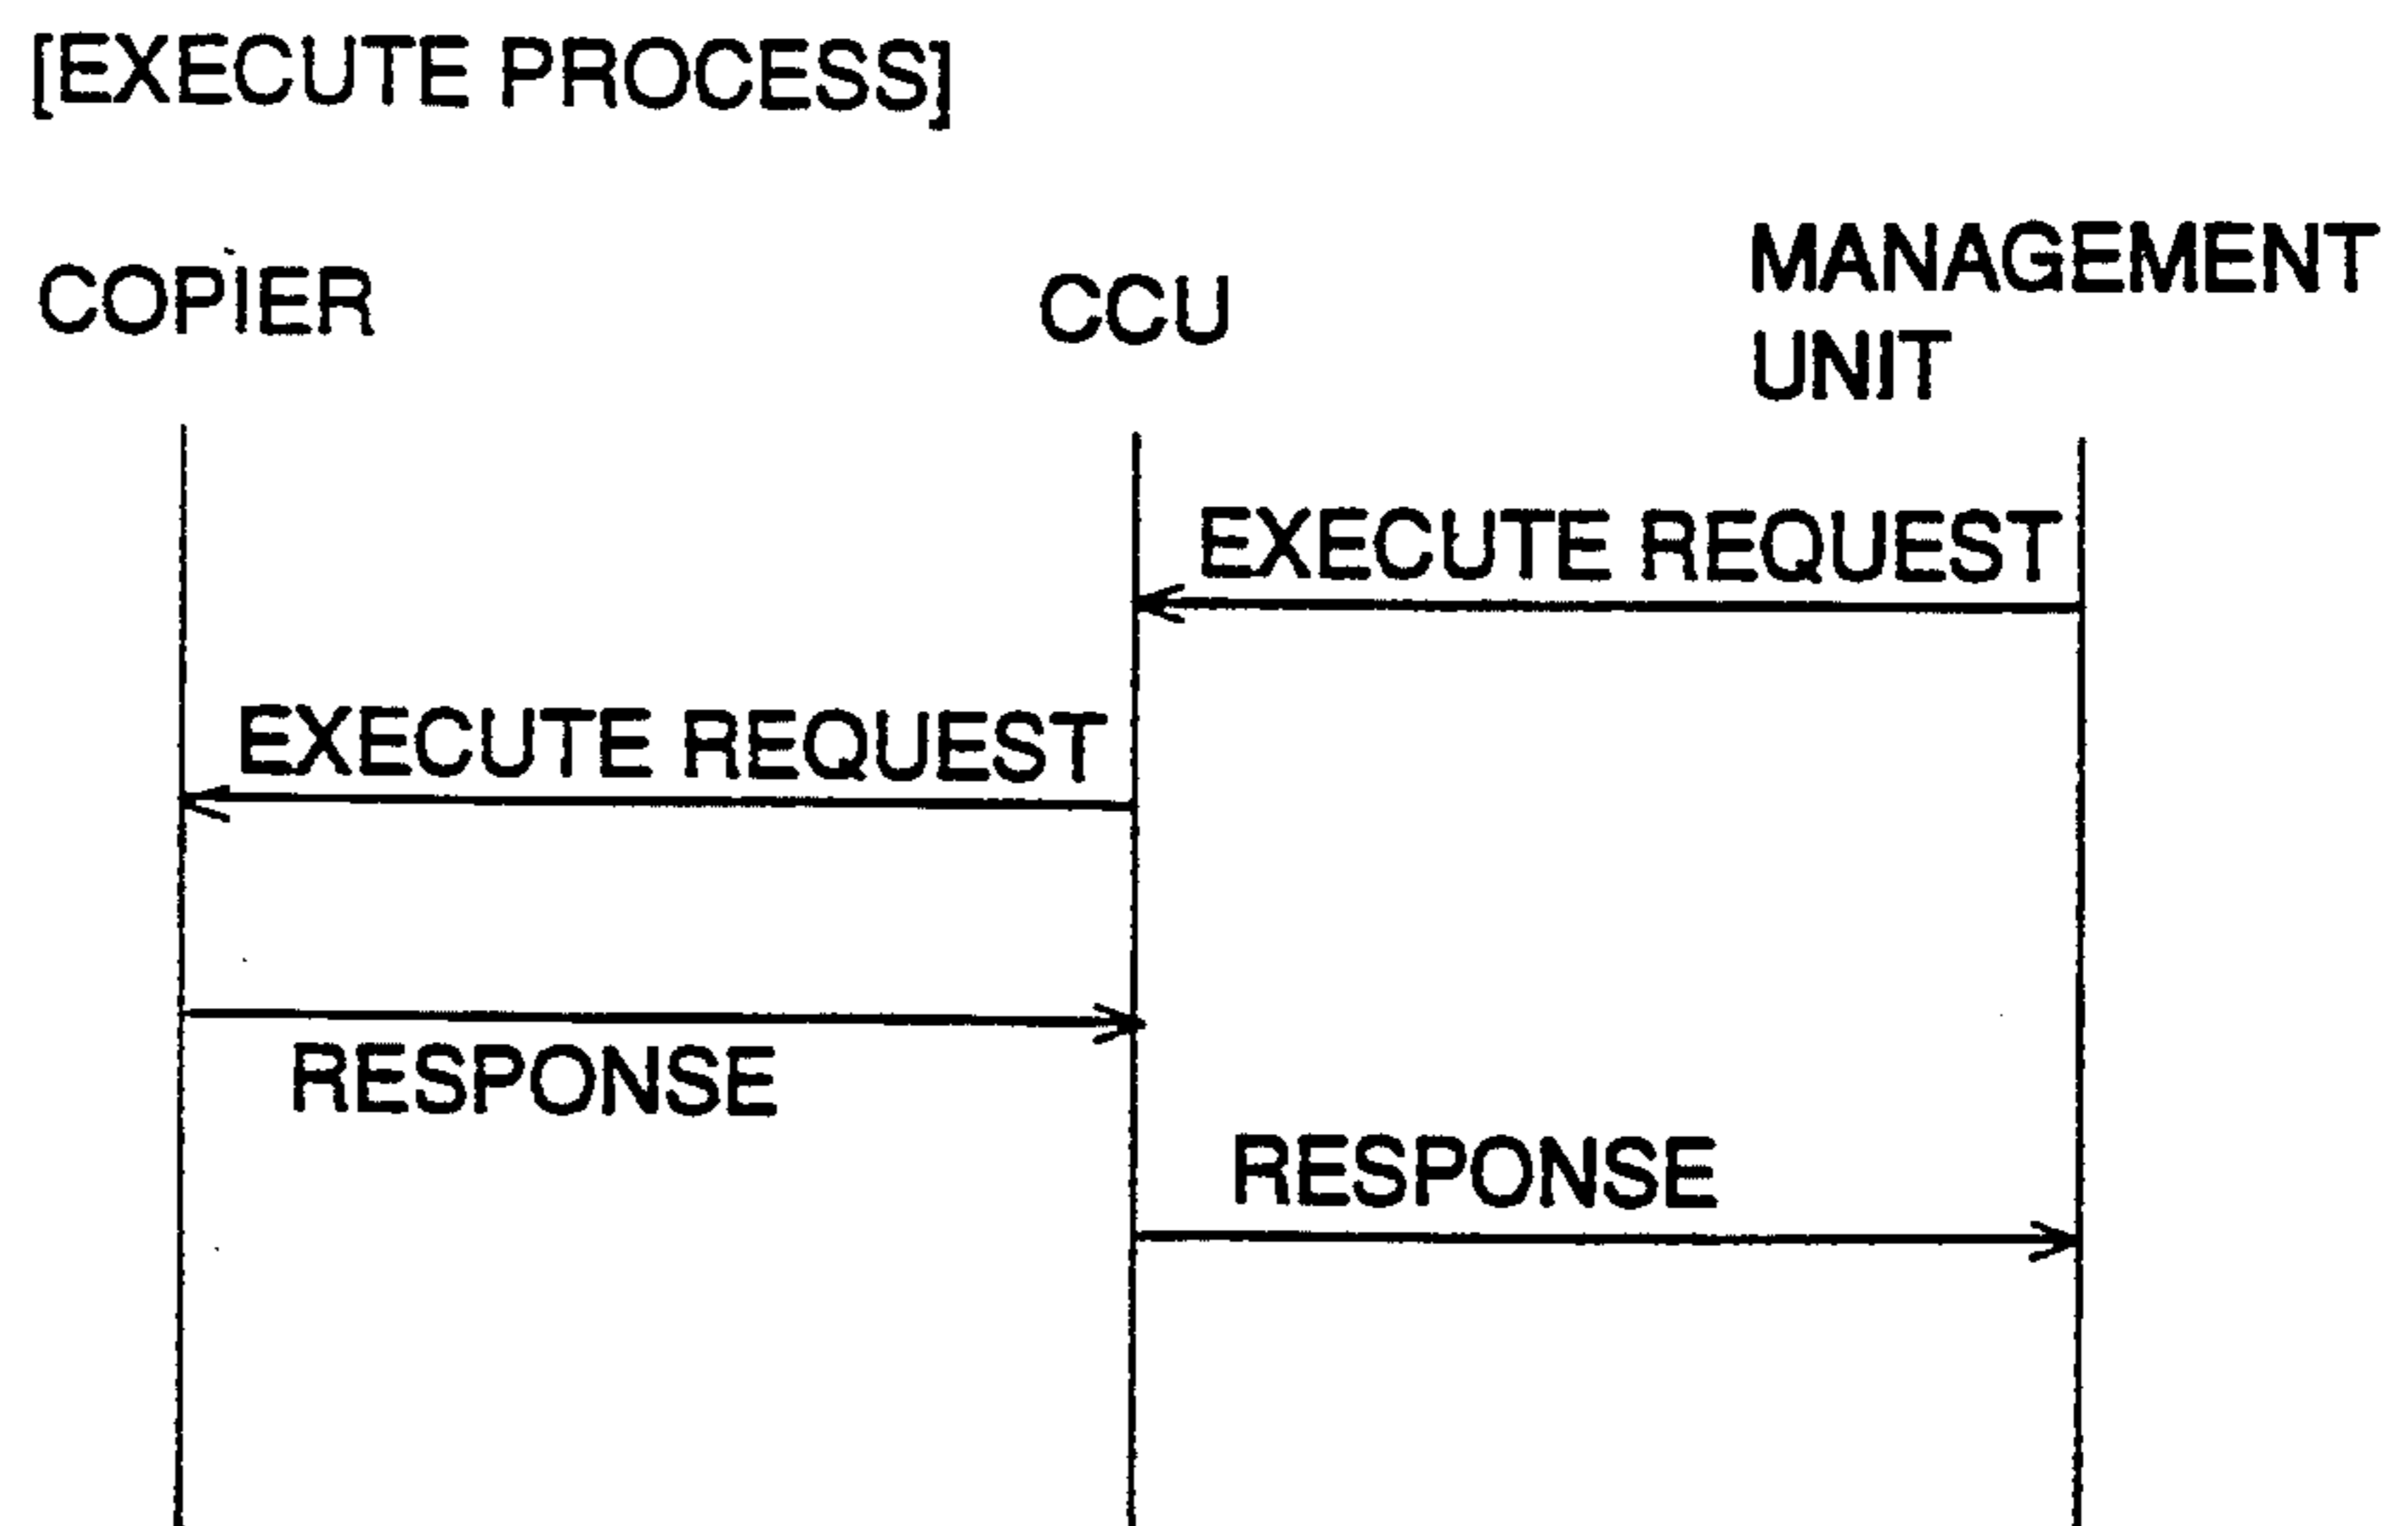 [EXECUTE PROCESS]
COPIER
CCU
MANAGEMENT
UNIT
EXECUTE REQUEST
EXECUTE REQUEST
RESPONSE
RESPONSE